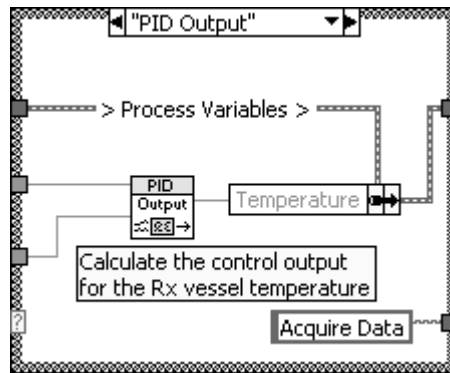 "PID Output"
> Process Variables >
PID
Output
Temperature
Calculate the control output
for the Rx vessel temperature
?
Acquire Data